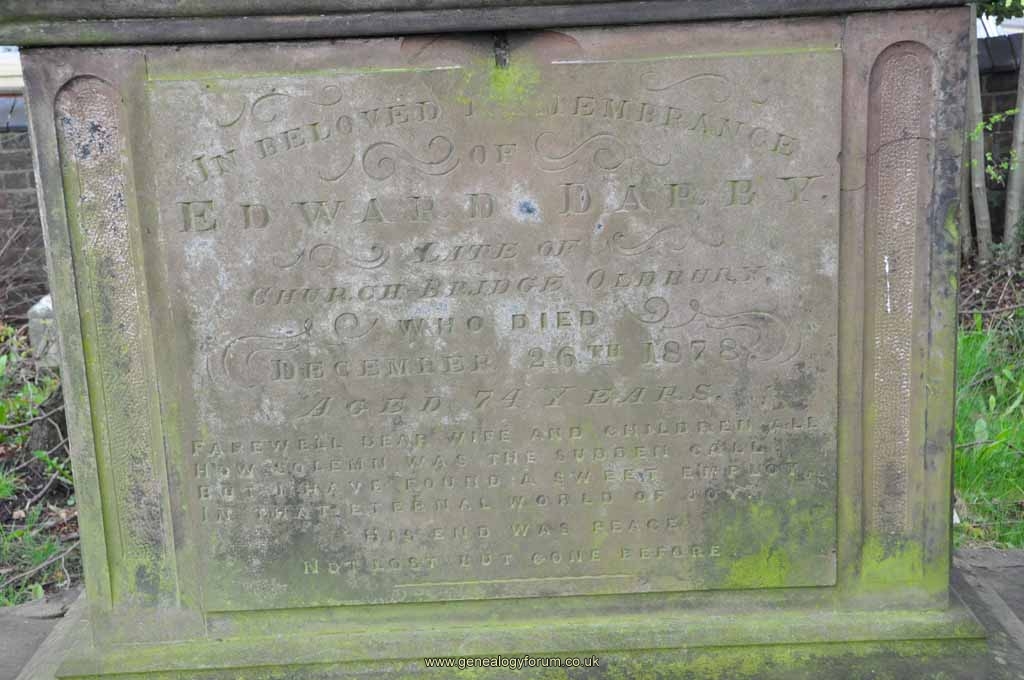 IN BELOVED REMEMBRANCE
OF
EDWARD DARBY.
LATE OF
CHURCH-BRIDGE OLDBURY,
WHO DIED
DECEMBER 26TH 1878
AGED 74 YEARS.
FAREWELL DEAR WIFE AND CHILDREN ALL
HOW SOLEMN WAS THE SUDDEN CALL
BUT I HAVE FOUND A SWEET EMPLOY,
IN THAT ETERNAL WORLD OF JOY.
HIS END WAS PEACE
NOT LOST BUT GONE BEFORE
www.genealogyforum.co.uk